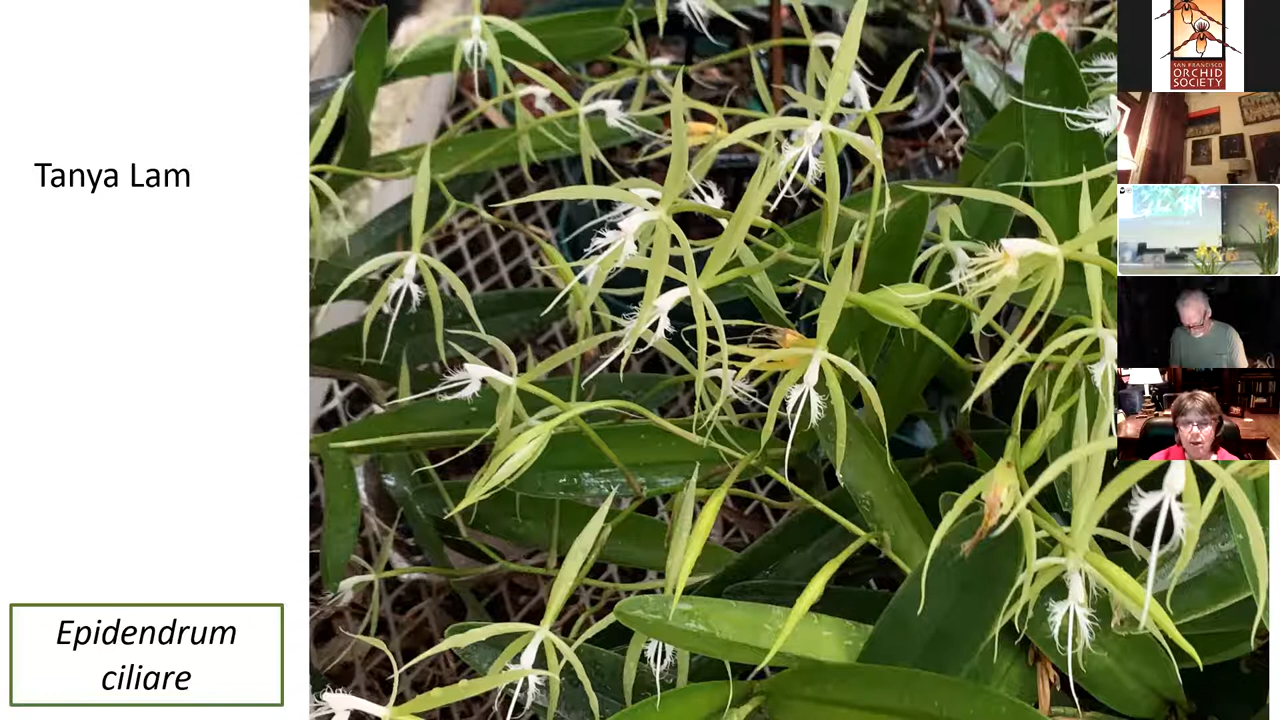 Tanya Lam
Epidendrum
ciliare
SAN FRANCISCO
ORCHID
SOCIETY